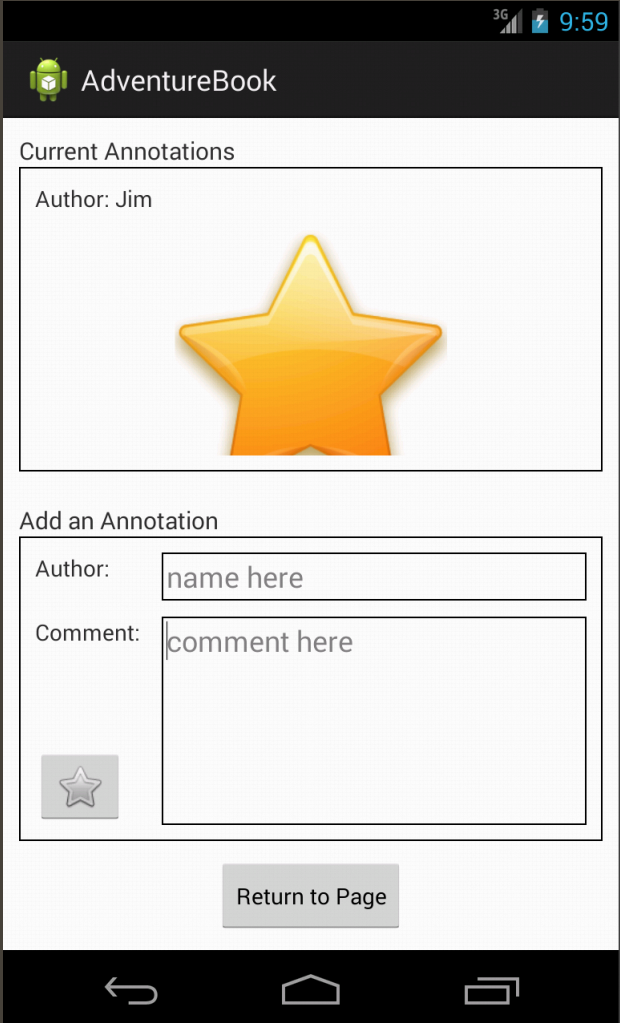 3G 9:59
AdventureBook
Current Annotations
Author: Jim
Add an Annotation
Author:
name here
Comment:
comment here
Return to Page